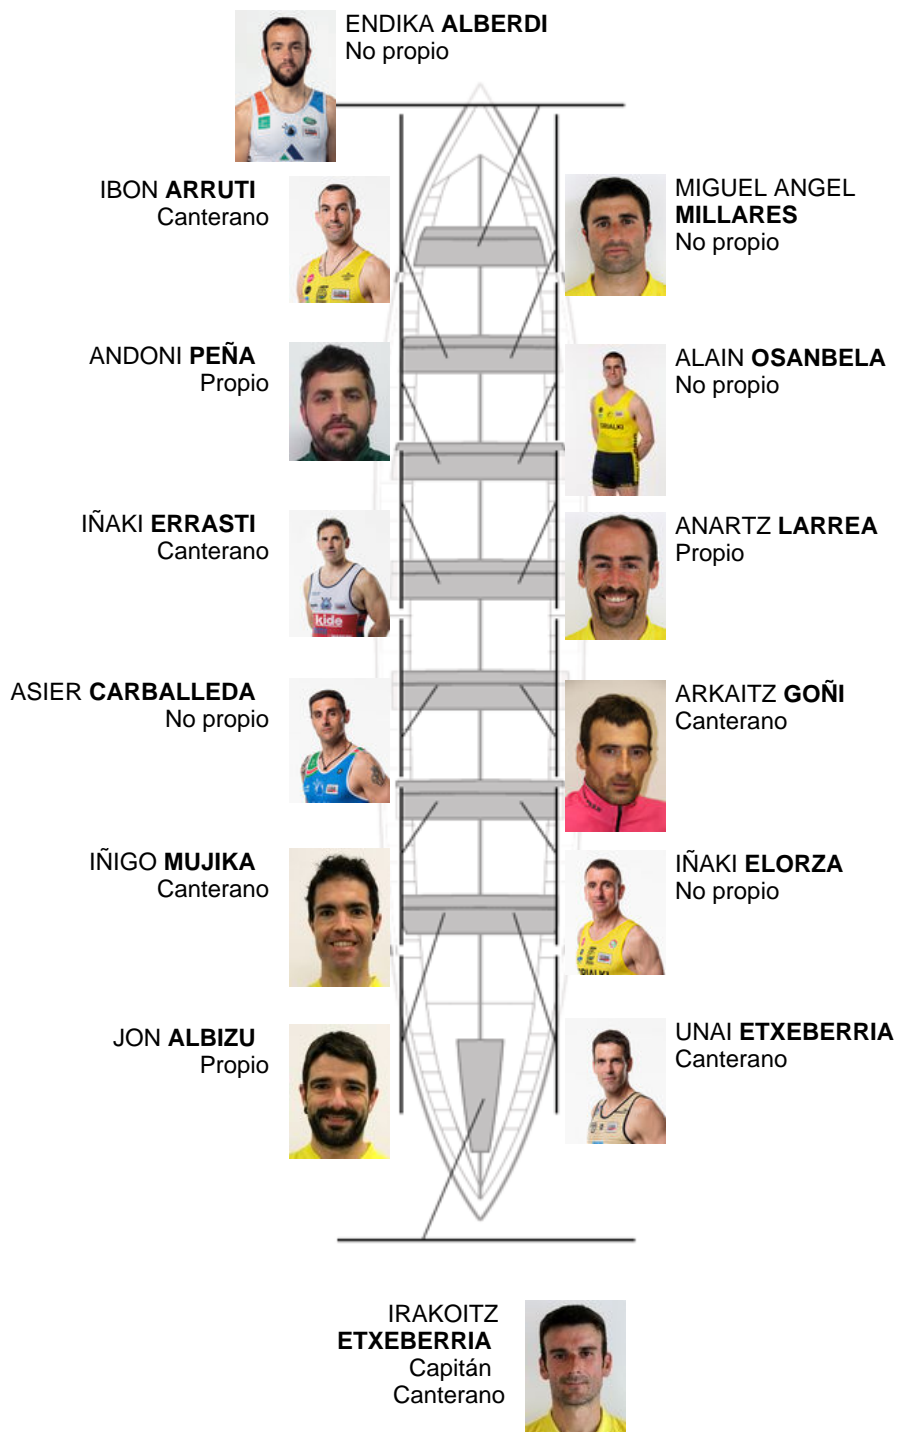 ENDIKA ALBERDI
No propio
IBON ARRUTI
Canterano
MIGUEL ANGEL
MILLARES
No propio
ANDONI PEÑA
Propio
ALAIN OSANBELA
No propio
IÑAKI ERRASTI
Canterano
kide
ANARTZ LARREA
Propio
ASIER CARBALLEDA
No propio
ARKAITZ GOÑI
Canterano
IÑIGO MUJIKA
Canterano
IÑAKI ELORZA
No propio
JON ALBIZU
Propio
UNAI ETXEBERRIA
Canterano
IRAKOITZ
ETXEBERRIA
Capitán
Canterano